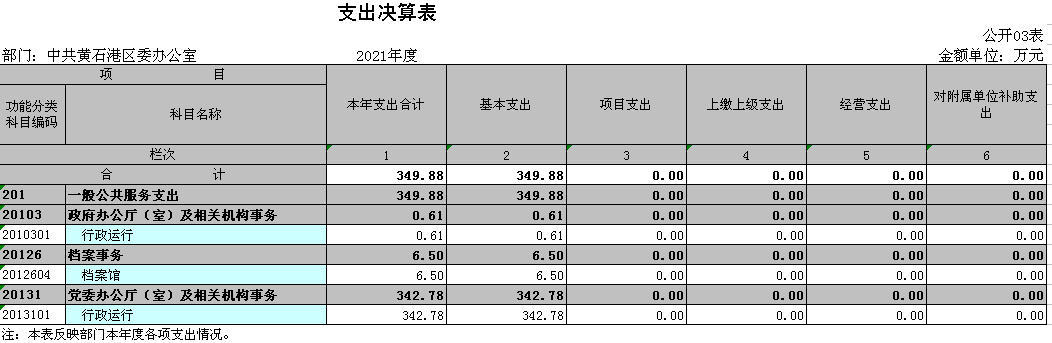 支出决算表
公开03表
部门：中共黄石港区委办公室 2021年度 金额单位：万元
项 目 本年支出合计 基本支出 项目支出 上缴上级支出 经营支出 对附属单位补助支出
功能分类科目编码 科目名称
栏次 1 2 3 4 5 6
合 计 349.88 349.88 0.00 0.00 0.00 0.00
201 一般公共服务支出 349.88 349.88 0.00 0.00 0.00 0.00
20103 政府办公厅（室）及相关机构事务 0.61 0.61 0.00 0.00 0.00 0.00
2010301 行政运行 0.61 0.61 0.00 0.00 0.00 0.00
20126 档案事务 6.50 6.50 0.00 0.00 0.00 0.00
2012604 档案馆 6.50 6.50 0.00 0.00 0.00 0.00
20131 党委办公厅（室）及相关机构事务 342.78 342.78 0.00 0.00 0.00 0.00
2013101 行政运行 342.78 342.78 0.00 0.00 0.00 0.00
注：本表反映部门本年度各项支出情况。